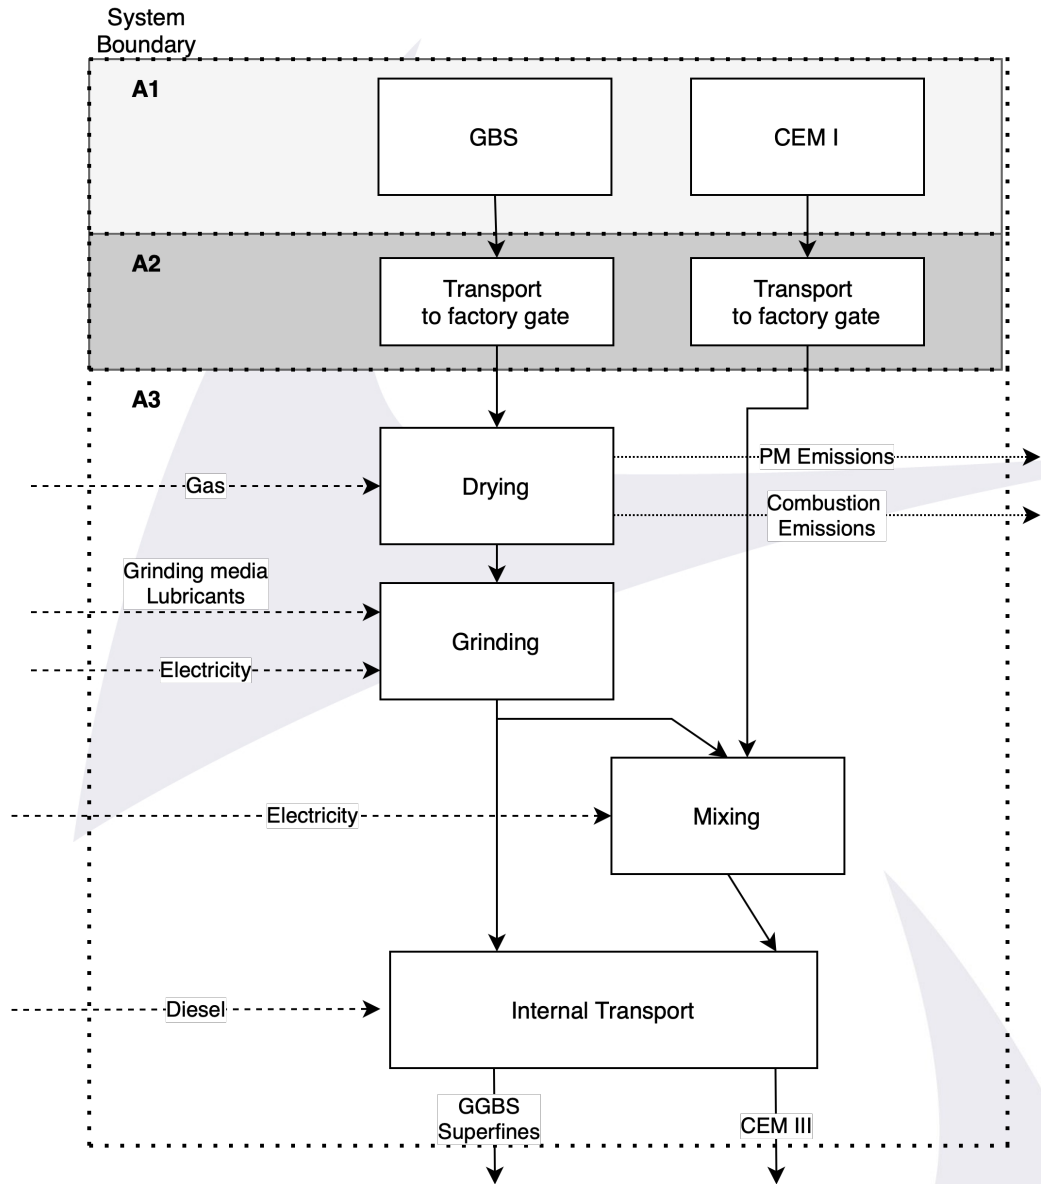 System
Boundary
A1
GBS
CEM I
A2
Transport
to factory gate
Transport
to factory gate
A3
PM Emissions
Gas
Drying
Combustion
Emissions
Grinding media
Lubricants
Grinding
Electricity
Electricity
Mixing
Diesel
Internal Transport
GGBS
Superfines
CEM III